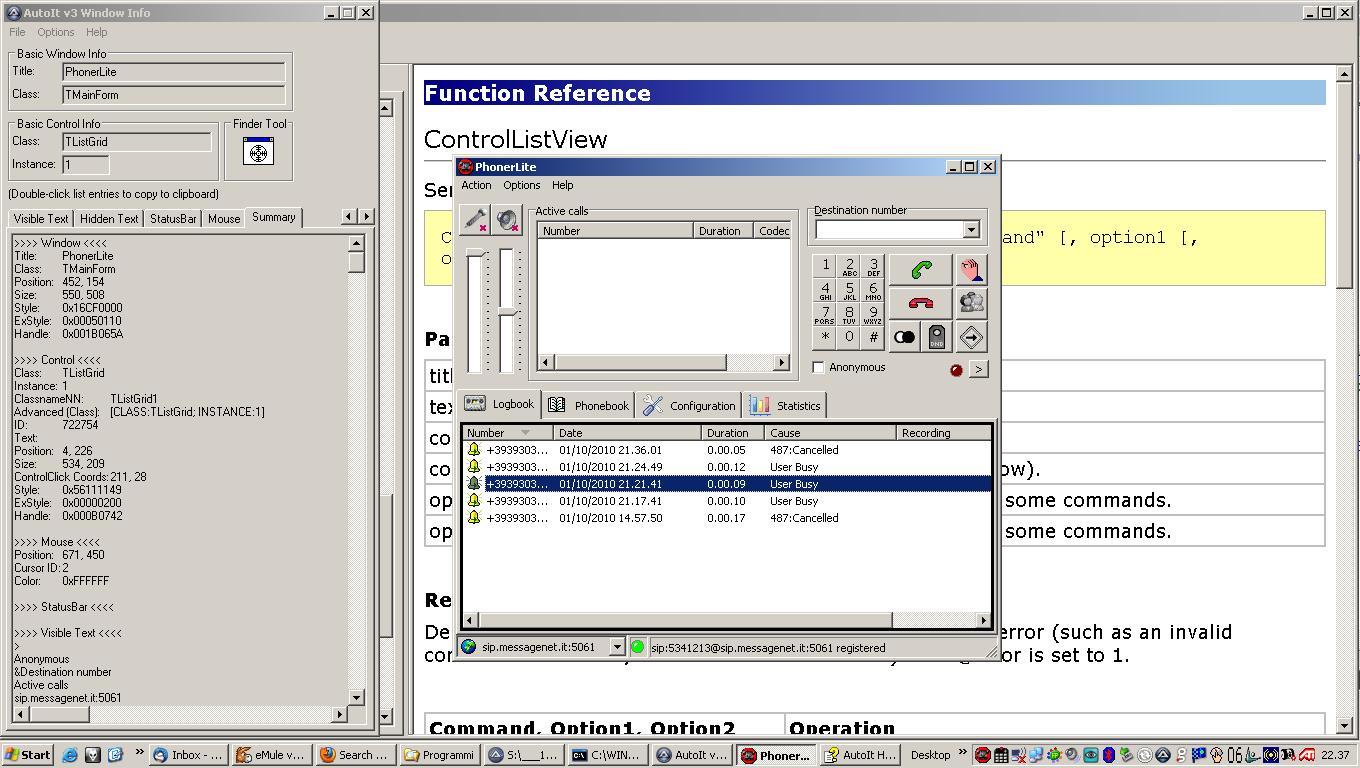 AutoIt v3 Window Info
File Options Help
Basic Window Info
Title: PhonerLite
Class: TMainForm
Basic Control Info
Class: TListGrid
Instance: 1
Finder Tool
(Double-click list entries to copy to clipboard)
Visible Text Hidden Text StatusBar Mouse Summary
>>>> Window <<<<
Title: PhonerLite
Class: TMainForm
Position: 452, 154
Size: 550, 508
Style: 0x16CF0000
ExStyle: 0x00050110
Handle: 0x001B065A
>>>> Control <<<<
Class: TListGrid
Instance: 1
ClassnameNN: TListGrid1
Advanced (Class): [CLASS:TListGrid; INSTANCE:1]
ID: 722754
Text:
Position: 4, 226
Size: 534, 209
ControlClick Coords: 211, 28
Style: 0x56111149
ExStyle: 0x00000200
Handle: 0x000B0742
>>>> Mouse <<<<
Position: 671, 450
Cursor ID: 2
Color: 0xFFFFFF
>>>> StatusBar <<<<
>>>> Visible Text <<<<
>
Anonymous
&Destination number
Active calls
sip.messagenet.it:5061
Function Reference
ControlListView
and" [, option1 [,
ow).
some commands.
some commands.
error (such as an invalid
or is set to 1.
Command, Option1, Option2 Operation
PhonerLite
Action Options Help
Active calls
Number Duration Codec
Destination number
1 2 ABC 3 DEF
4 GHI 5 JKL 6 MNO
7 PQRS 8 TUV 9 WXYZ
* 0 #
DND
Anonymous
>
Logbook Phonebook Configuration Statistics
Number Date Duration Cause Recording
+3939303... 01/10/2010 21.36.01 0.00.05 487:Cancelled
+3939303... 01/10/2010 21.24.49 0.00.12 User Busy
+3939303... 01/10/2010 21.21.41 0.00.09 User Busy
+3939303... 01/10/2010 21.17.41 0.00.10 User Busy
+3939303... 01/10/2010 14.57.50 0.00.17 487:Cancelled
sip.messagenet.it:5061 sip:5341213@sip.messagenet.it:5061 registered
Start » Inbox - ... eMule v... Search ... Programmi S:\___1... C:\WIN... AutoIt v... Phoner... AutoIt H... Desktop » 22.37